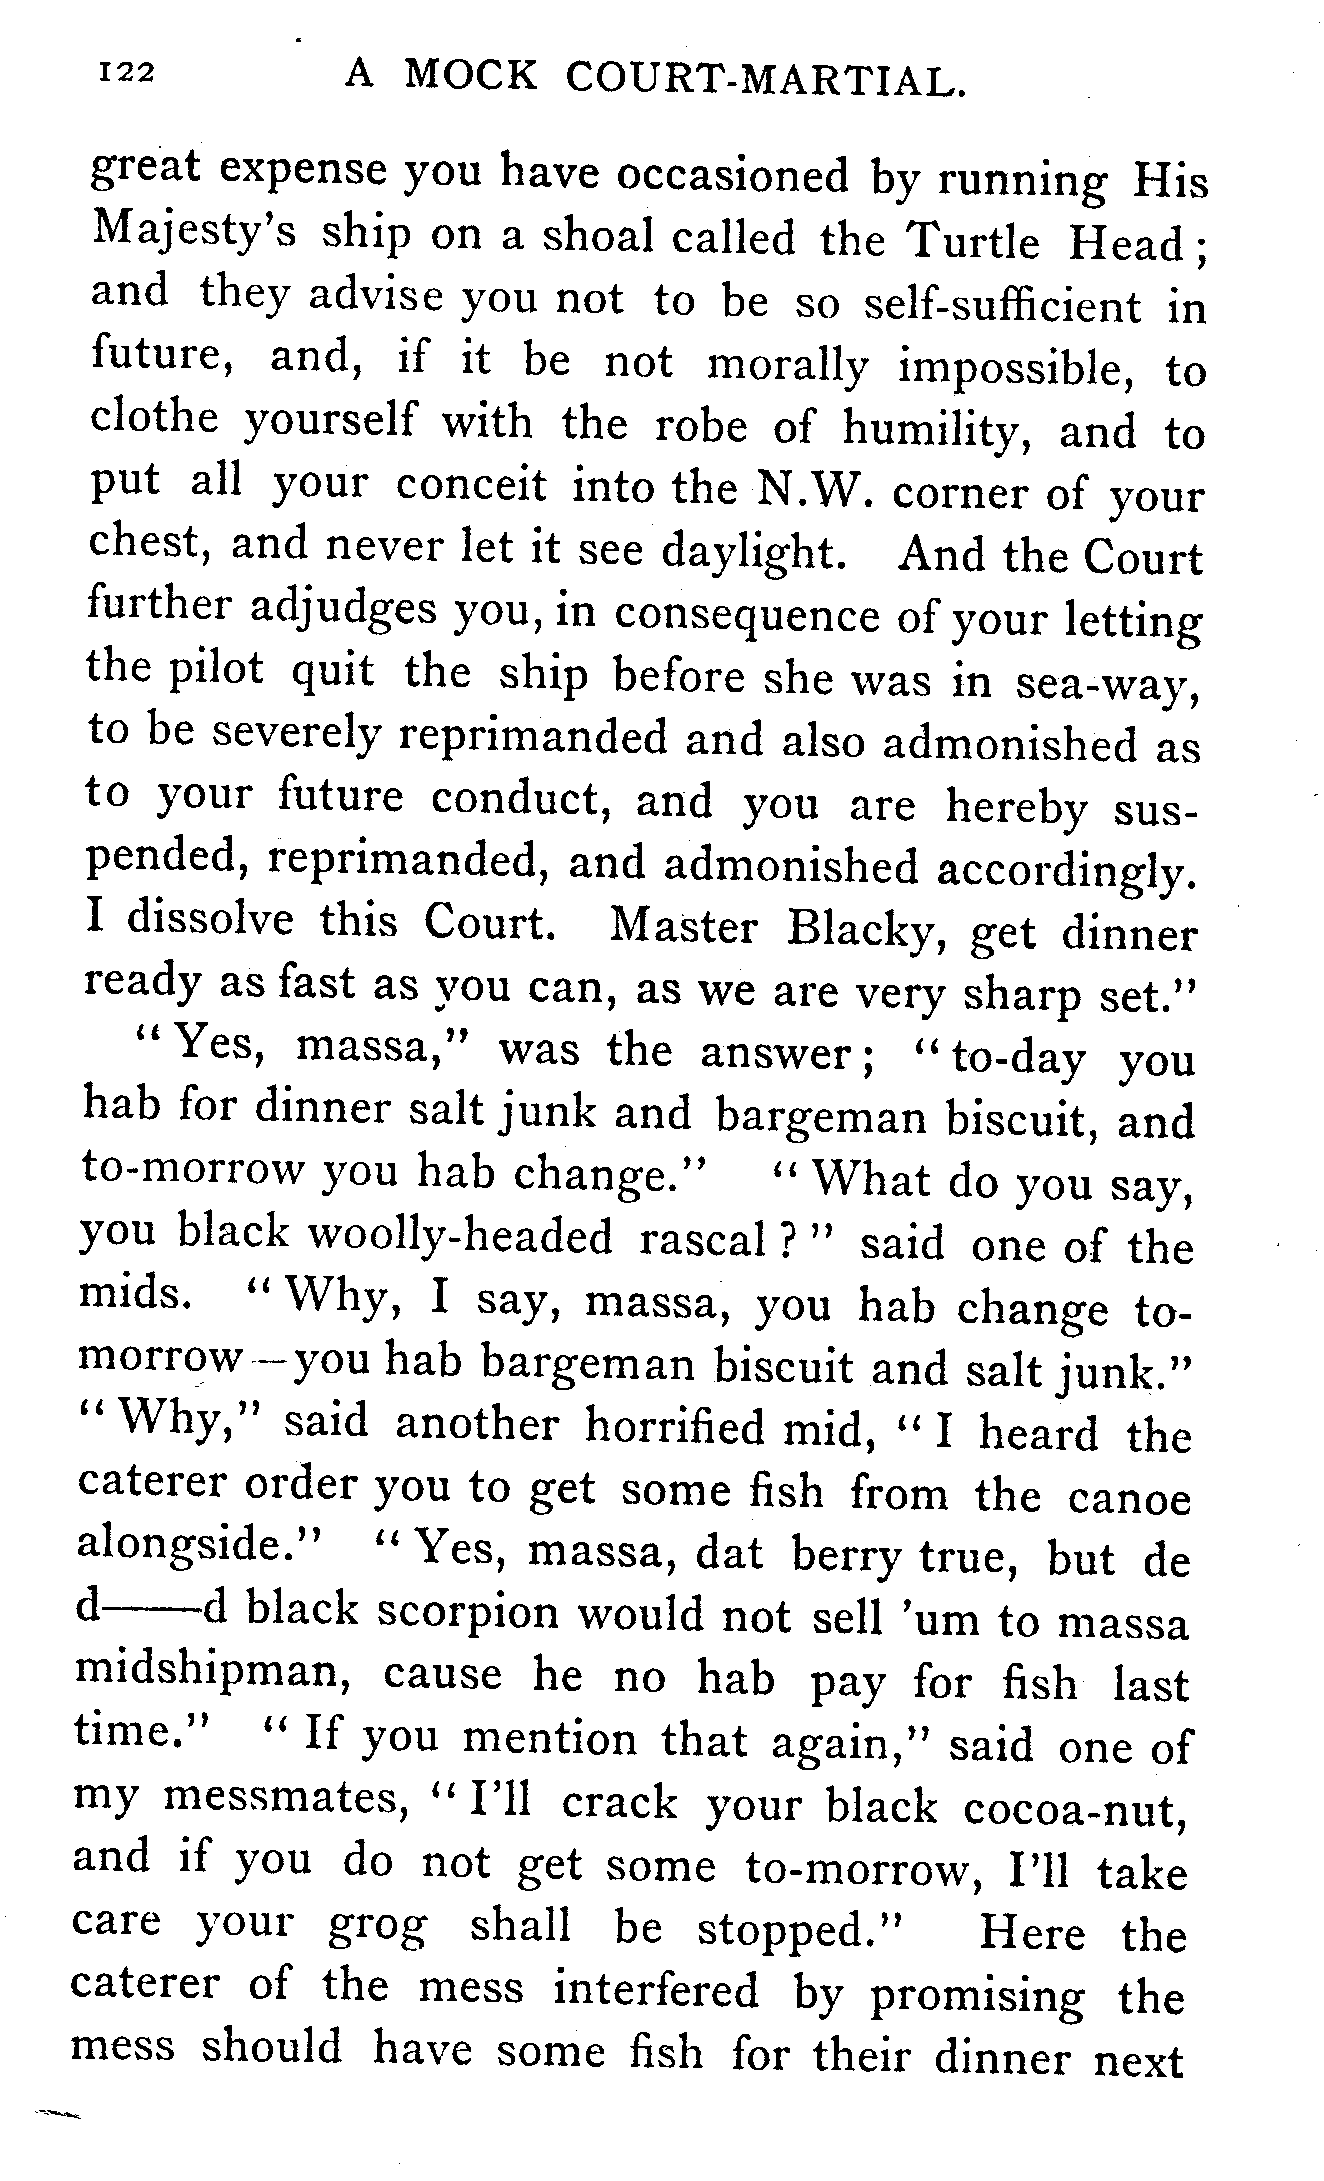 122 A MOCK COURT-MARTIAL.
great expense you have occasioned by running His
Majesty's ship on a shoal called the Turtle Head;
and they advise you not to be so self-sufficient in
future, and, if it be not morally impossible, to
clothe yourself with the robe of humility, and to
put all your conceit into the N.W. corner of your
chest, and never let it see daylight. And the Court
further adjudges you, in consequence of your letting
the pilot quit the ship before she was in sea-way,
to be severely reprimanded and also admonished as
to your future conduct, and you are hereby sus-
pended, reprimanded, and admonished accordingly.
I dissolve this Court. Master Blacky, get dinner
ready as fast as you can, as we are very sharp set."
"Yes, massa," was the answer; "to-day you
hab for dinner salt junk and bargeman biscuit, and
to-morrow you hab change." "What do you say,
you black woolly-headed rascal?" said one of the
mids. "Why, I say, massa, you hab change to-
morrow—you hab bargeman biscuit and salt junk."
"Why," said another horrified mid, "I heard the
caterer order you to get some fish from the canoe
alongside." "Yes, massa, dat berry true, but de
d——d black scorpion would not sell 'um to massa
midshipman, cause he no hab pay for fish last
time." "If you mention that again," said one of
my messmates, "I'll crack your black cocoa-nut,
and if you do not get some to-morrow, I'll take
care your grog shall be stopped." Here the
caterer of the mess interfered by promising the
mess should have some fish for their dinner next